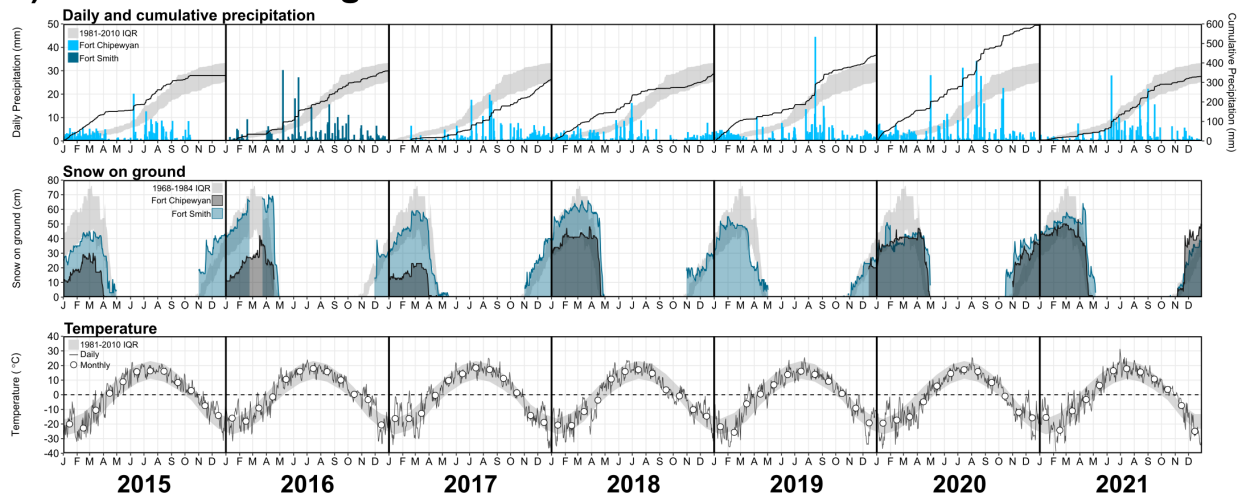 Daily and cumulative precipitation
Daily Precipitation (mm)
50
40
30
20
10
0
1981-2010 IQR
Fort Chipewyan
Fort Smith
600
500
400
300
200
100
0
Cumulative Precipitation (mm)
J F M A M J J A S O N D J F M A M J J A S O N D J F M A M J J A S O N D J F M A M J J A S O N D J F M A M J J A S O N D J F M A M J J A S O N D J F M A M J J A S O N D
Snow on ground
Snow on ground (cm)
80
70
60
50
40
30
20
10
0
1968-1984 IQR
Fort Chipewyan
Fort Smith
J F M A M J J A S O N D J F M A M J J A S O N D J F M A M J J A S O N D J F M A M J J A S O N D J F M A M J J A S O N D J F M A M J J A S O N D J F M A M J J A S O N D
Temperature
Temperature (°C)
40
30
20
10
0
-10
-20
-30
-40
1981-2010 IQR
Daily
Monthly
J F M A M J J A S O N D J F M A M J J A S O N D J F M A M J J A S O N D J F M A M J J A S O N D J F M A M J J A S O N D J F M A M J J A S O N D J F M A M J J A S O N D
2015 2016 2017 2018 2019 2020 2021